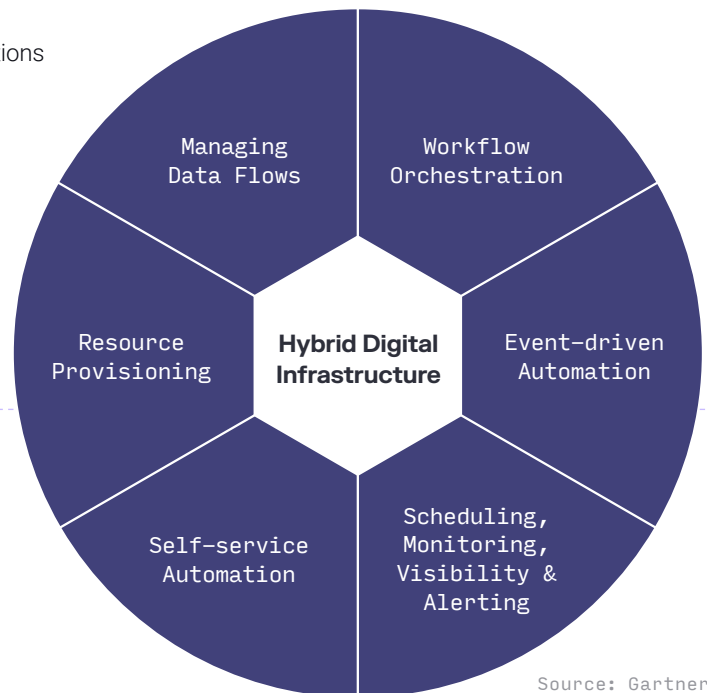 Managing
Data Flows
Workflow
Orchestration
Resource
Provisioning
Hybrid Digital
Infrastructure
Event-driven
Automation
Self-service
Automation
Scheduling,
Monitoring,
Visibility &
Alerting
Source: Gartner